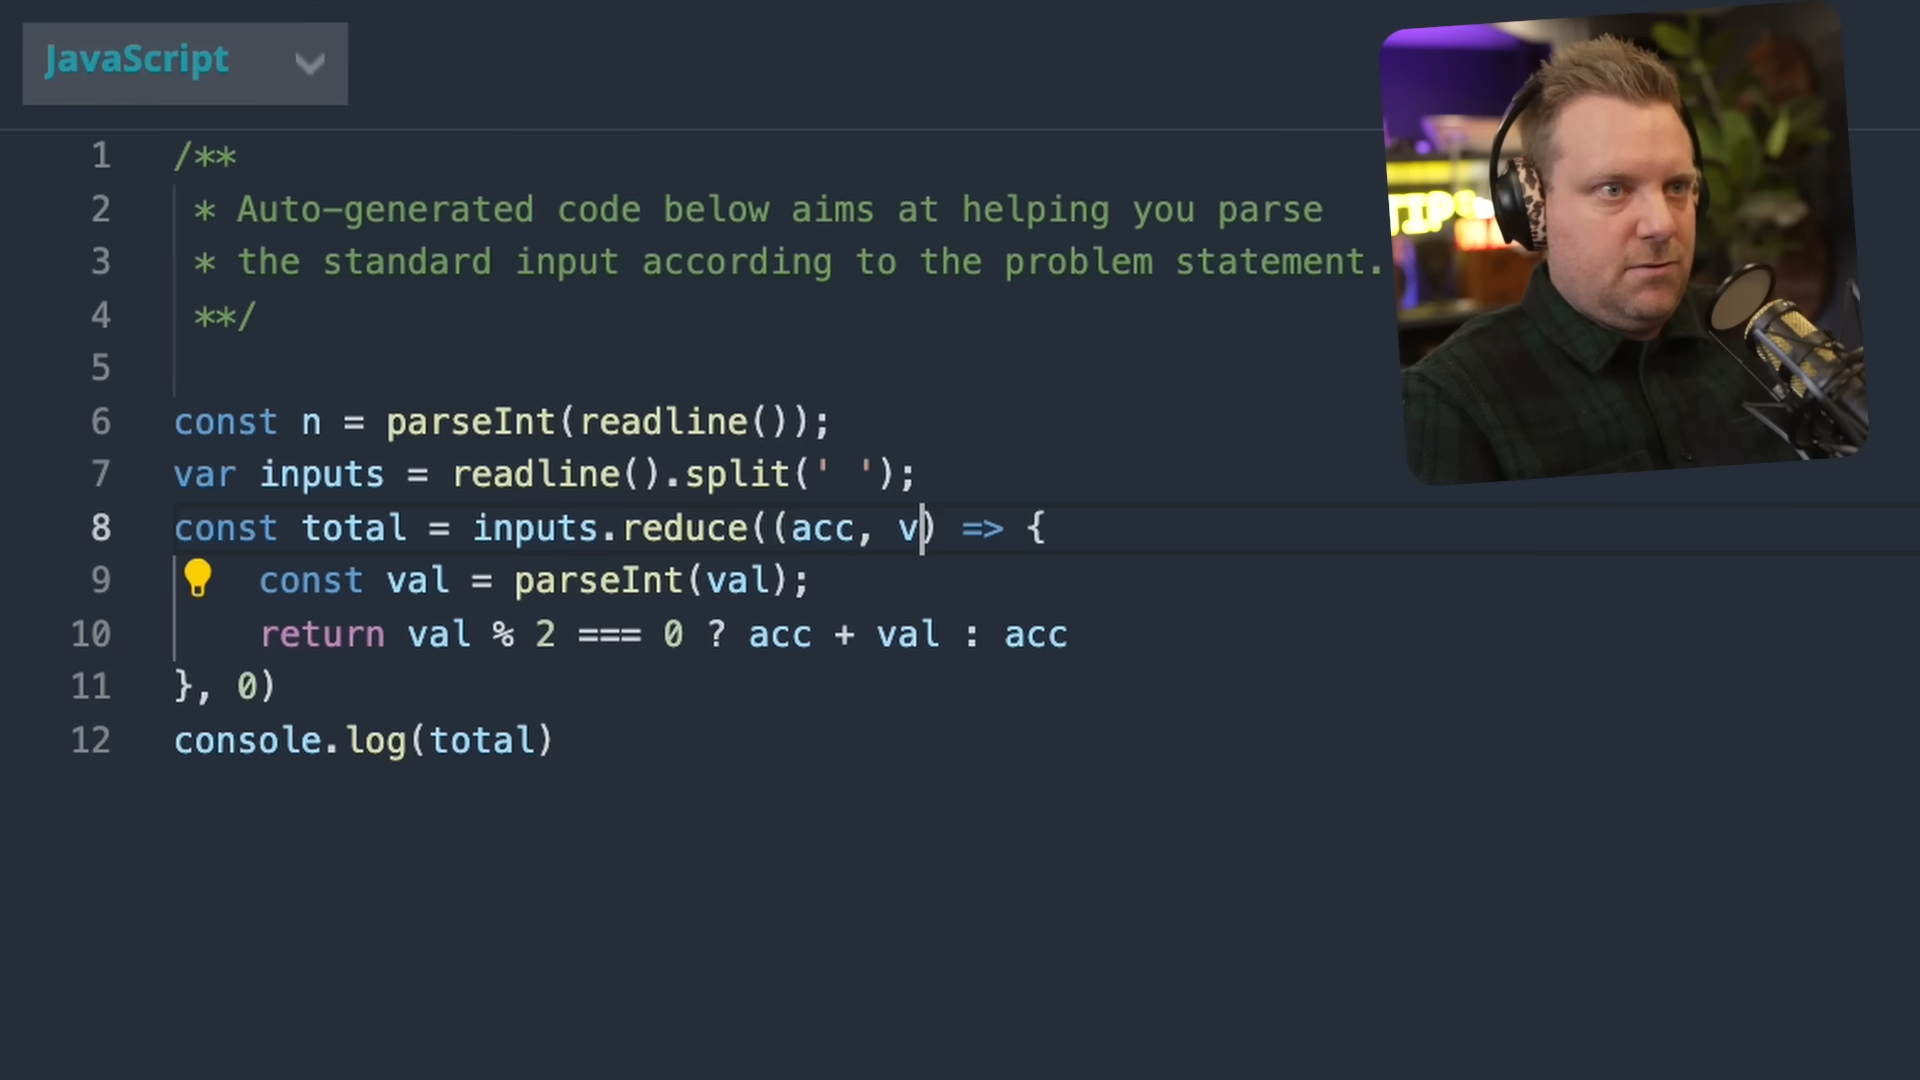 JavaScript
1 /**
2 * Auto-generated code below aims at helping you parse
3 * the standard input according to the problem statement.
4 **/
5
6 const n = parseInt(readline());
7 var inputs = readline().split(' ');
8 const total = inputs.reduce((acc, v) => {
9 const val = parseInt(val);
10 return val % 2 === 0 ? acc + val : acc
11 }, 0)
12 console.log(total)